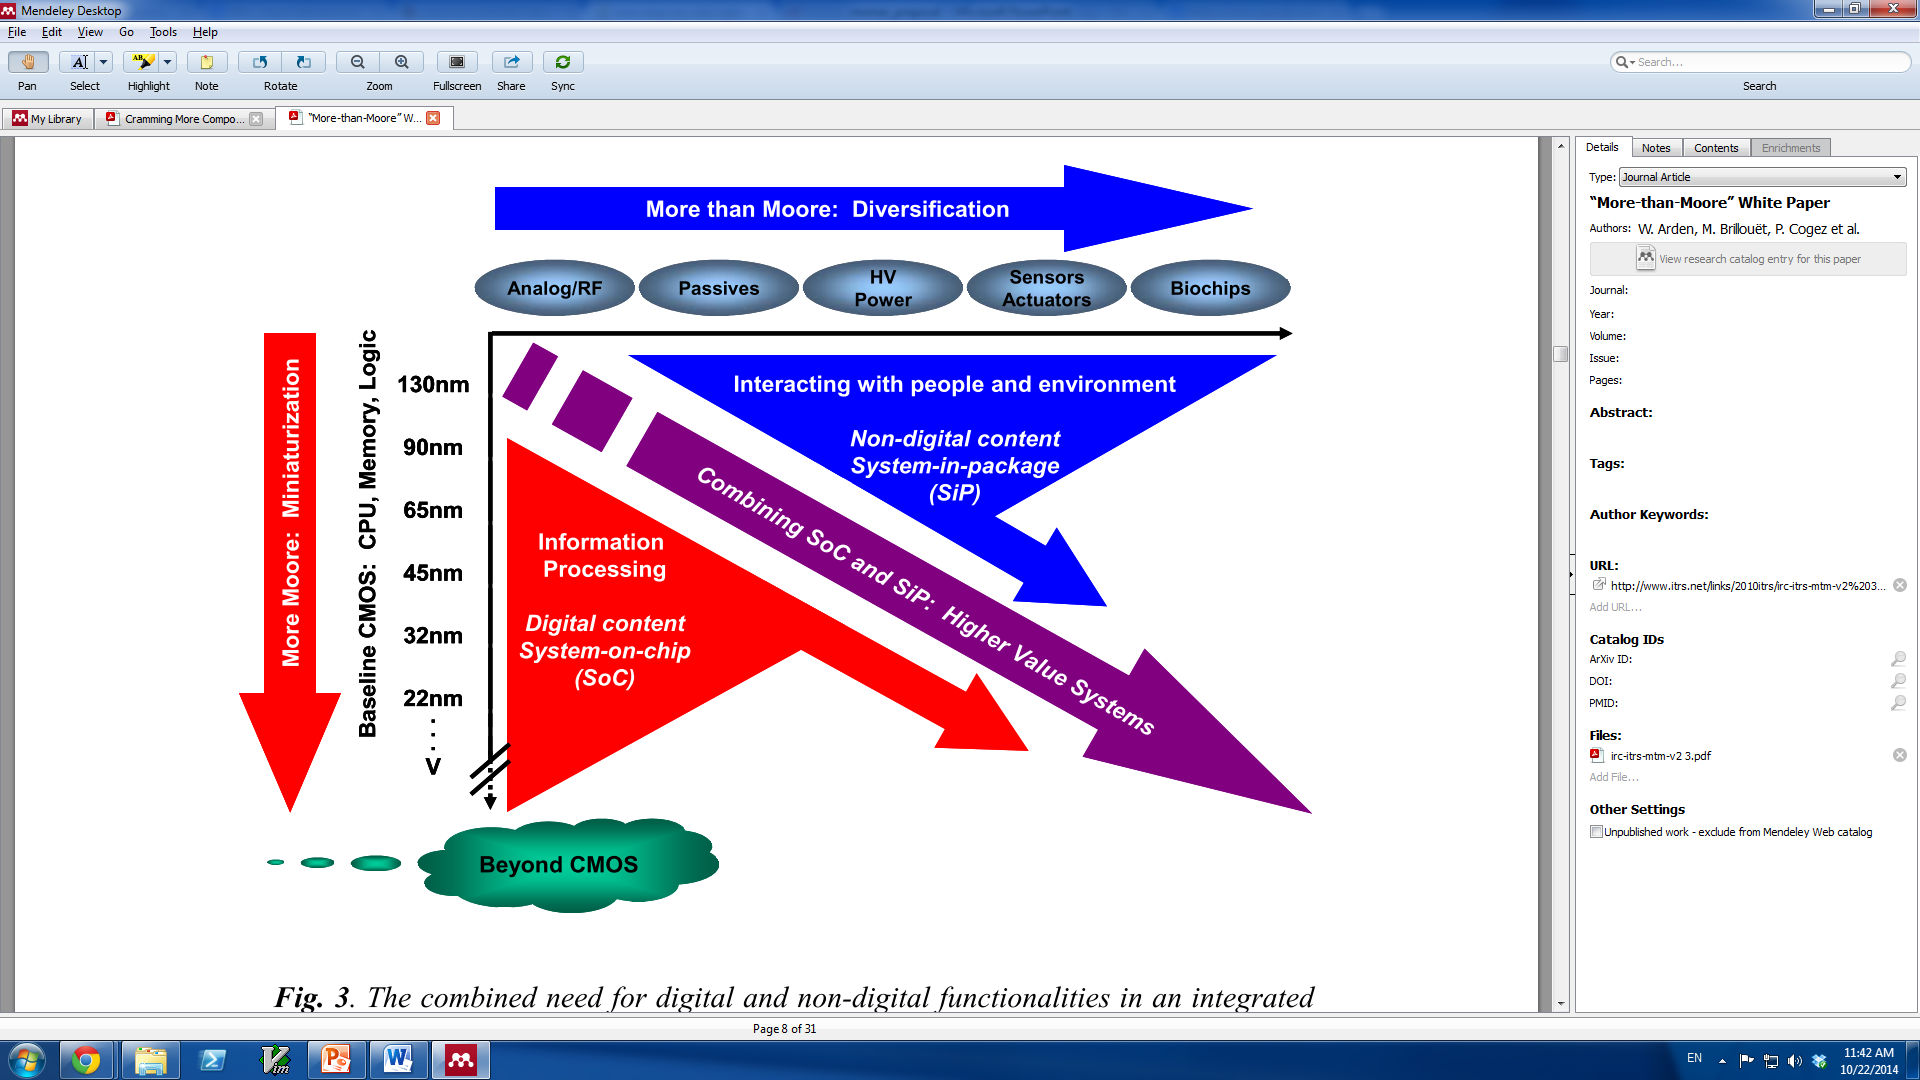 Mendeley Desktop
File Edit View Go Tools Help
Pan Select Highlight Note Rotate Zoom Fullscreen Share Sync
Search...
Search
My Library
Cramming More Compo...
“More-than-Moore” W...
More than Moore: Diversification
Analog/RF
Passives
HV
Power
Sensors
Actuators
Biochips
More Moore: Miniaturization
Baseline CMOS: CPU, Memory, Logic
130nm
90nm
65nm
45nm
32nm
22nm
V
Interacting with people and environment
Non-digital content
System-in-package
(SiP)
Combining SoC and SiP: Higher Value Systems
Information
Processing
Digital content
System-on-chip
(SoC)
Beyond CMOS
Fig. 3. The combined need for digital and non-digital functionalities in an integrated
Page 8 of 31
Details Notes Contents Enrichments
Type: Journal Article
“More-than-Moore” White Paper
Authors: W. Arden, M. Brillouët, P. Cogez et al.
View research catalog entry for this paper
Journal:
Year:
Volume:
Issue:
Pages:
Abstract:
Tags:
Author Keywords:
URL:
http://www.itrs.net/links/2010itrs/irc-itrs-mtm-v2%203...
Add URL...
Catalog IDs
ArXiv ID:
DOI:
PMID:
Files:
irc-itrs-mtm-v2 3.pdf
Add File...
Other Settings
Unpublished work - exclude from Mendeley Web catalog
EN
11:42 AM
10/22/2014